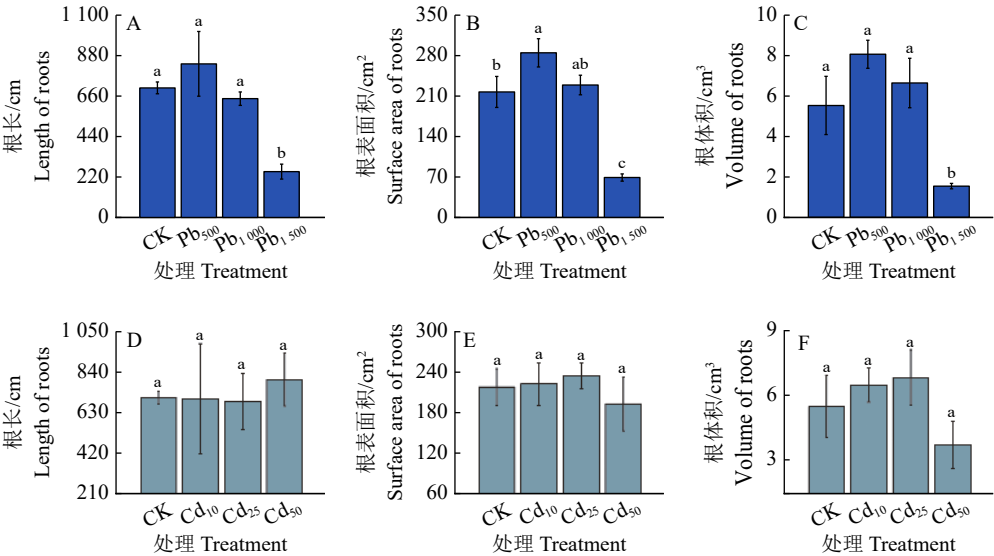 A
根长/cm
Length of roots
1 100
880
660
440
220
0
a
a
a
b
CK
Pb500
Pb1 000
Pb1 500
处理 Treatment
B
根表面积/cm2
Surface area of roots
350
280
210
140
70
0
b
a
ab
c
CK
Pb500
Pb1 000
Pb1 500
处理 Treatment
C
根体积/cm3
Volume of roots
10
8
6
4
2
0
a
a
a
b
CK
Pb500
Pb1 000
Pb1 500
处理 Treatment
D
根长/cm
Length of roots
1 050
840
630
420
210
a
a
a
a
CK
Cd10
Cd25
Cd50
处理 Treatment
E
根表面积/cm2
Surface area of roots
300
240
180
120
60
a
a
a
a
CK
Cd10
Cd25
Cd50
处理 Treatment
F
根体积/cm3
Volume of roots
9
6
3
a
a
a
a
CK
Cd10
Cd25
Cd50
处理 Treatment